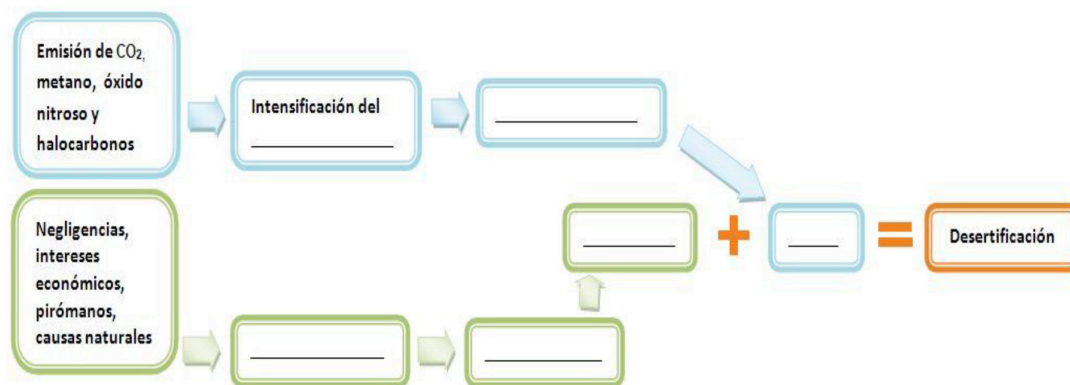 Emisión de CO₂,
metano, óxido
nitroso y
halocarbonos
Intensificación del
Negligencias,
intereses
económicos,
pirómanos,
causas naturales
+
=
Desertificación